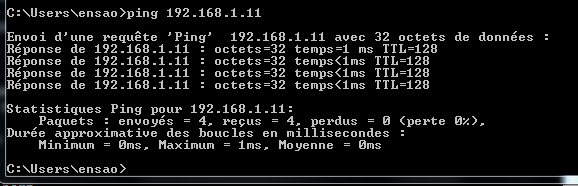 C:\Users\ensao>ping 192.168.1.11
Envoi d'une requête 'Ping'  192.168.1.11 avec 32 octets de données :
Réponse de 192.168.1.11 : octets=32 temps=1 ms TTL=128
Réponse de 192.168.1.11 : octets=32 temps<1ms TTL=128
Réponse de 192.168.1.11 : octets=32 temps<1ms TTL=128
Réponse de 192.168.1.11 : octets=32 temps<1ms TTL=128
Statistiques Ping pour 192.168.1.11:
    Paquets : envoyés = 4, reçus = 4, perdus = 0 (perte 0%),
Durée approximative des boucles en millisecondes :
    Minimum = 0ms, Maximum = 1ms, Moyenne = 0ms
C:\Users\ensao>